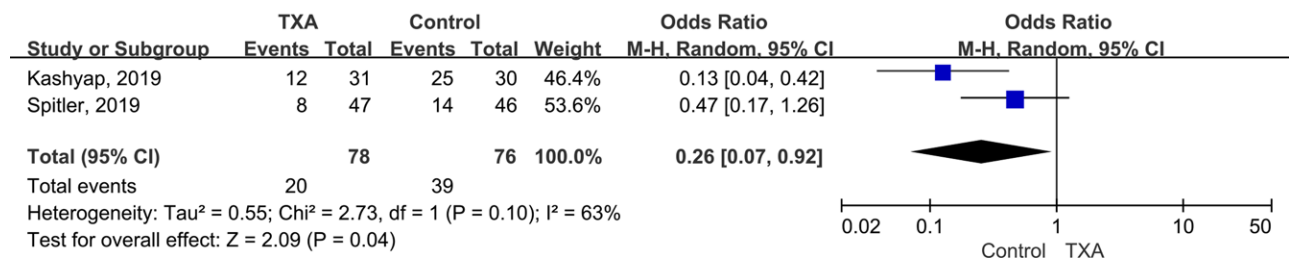 TXA Control Odds Ratio Odds Ratio
Study or Subgroup Events Total Events Total Weight M-H, Random, 95% CI M-H, Random, 95% CI
Kashyap, 2019 12 31 25 30 46.4% 0.13 [0.04, 0.42]
Spitler, 2019 8 47 14 46 53.6% 0.47 [0.17, 1.26]
Total (95% CI) 78 76 100.0% 0.26 [0.07, 0.92]
Total events 20 39
Heterogeneity: Tau² = 0.55; Chi² = 2.73, df = 1 (P = 0.10); I² = 63%
Test for overall effect: Z = 2.09 (P = 0.04)
0.02 0.1 1 10 50
Control TXA